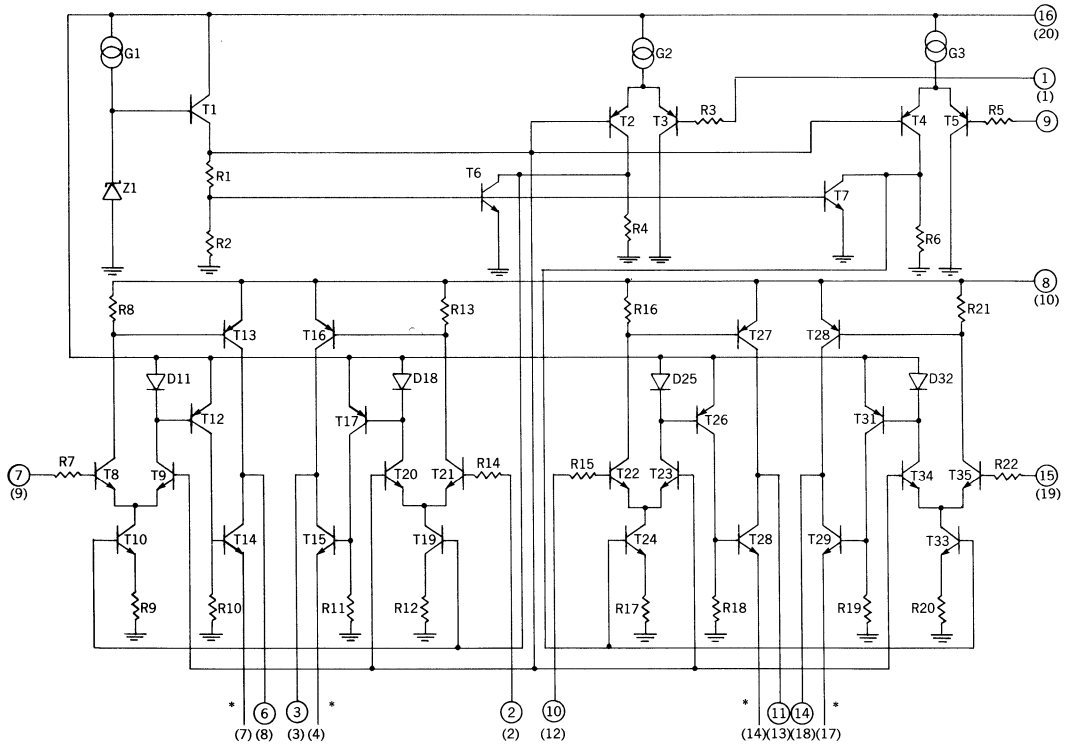 16
(20)
G1
G2
G3
1
(1)
T1
T2
T3
R3
T4
T5
R5
9
Z1
R1
T6
T7
R2
R4
R6
8
(10)
R8
R13
R16
R21
T13
T16
T27
T28
D11
D18
D25
D32
T12
T17
T26
T31
7
(9)
R7
T8
T9
T20
T21
R14
R15
T22
T23
T34
T35
R22
15
(19)
T10
T14
T15
T19
T24
T28
T29
T33
R9
R10
R11
R12
R17
R18
R19
R20
* 6 3 * 2 10 * 11 14 *
(7) (8) (3) (4) (2) (12) (14) (13) (18) (17)